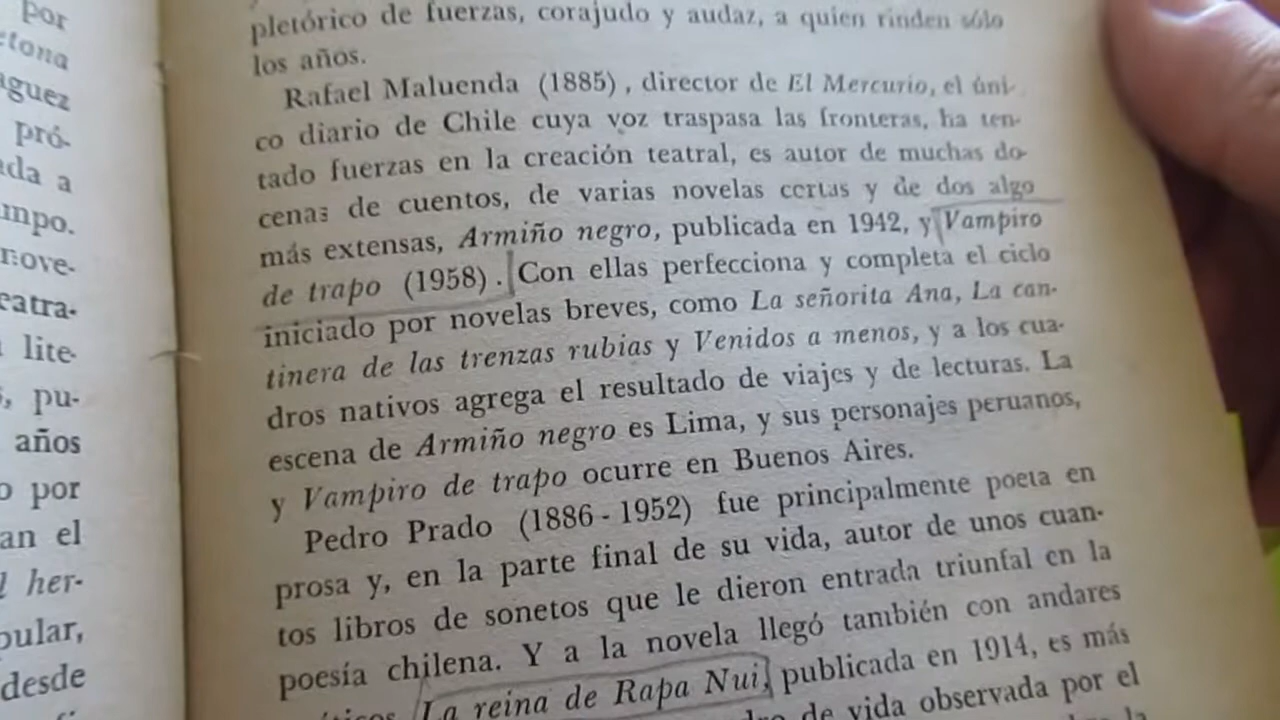 por
etona
aguez
pró-
ada a
mpo.
nove-
eatra-
lite-
, pu-
años
o por
an el
l her-
pular,
desde
pletórico de fuerzas, corajudo y audaz, a quien rinden sólo
los años.
Rafael Maluenda (1885), director de El Mercurio, el úni-
co diario de Chile cuya voz traspasa las fronteras, ha ten-
tado fuerzas en la creación teatral, es autor de muchas do-
cenas de cuentos, de varias novelas cortas y de dos algo
más extensas, Armiño negro, publicada en 1942, y Vampiro
de trapo (1958). Con ellas perfecciona y completa el ciclo
iniciado por novelas breves, como La señorita Ana, La can-
tinera de las trenzas rubias y Venidos a menos, y a los cua-
dros nativos agrega el resultado de viajes y de lecturas. La
escena de Armiño negro es Lima, y sus personajes peruanos,
y Vampiro de trapo ocurre en Buenos Aires.
Pedro Prado (1886 - 1952) fue principalmente poeta en
prosa y, en la parte final de su vida, autor de unos cuan-
tos libros de sonetos que le dieron entrada triunfal en la
poesía chilena. Y a la novela llegó también con andares
La reina de Rapa Nui, publicada en 1914, es más
de vida observada por el
la